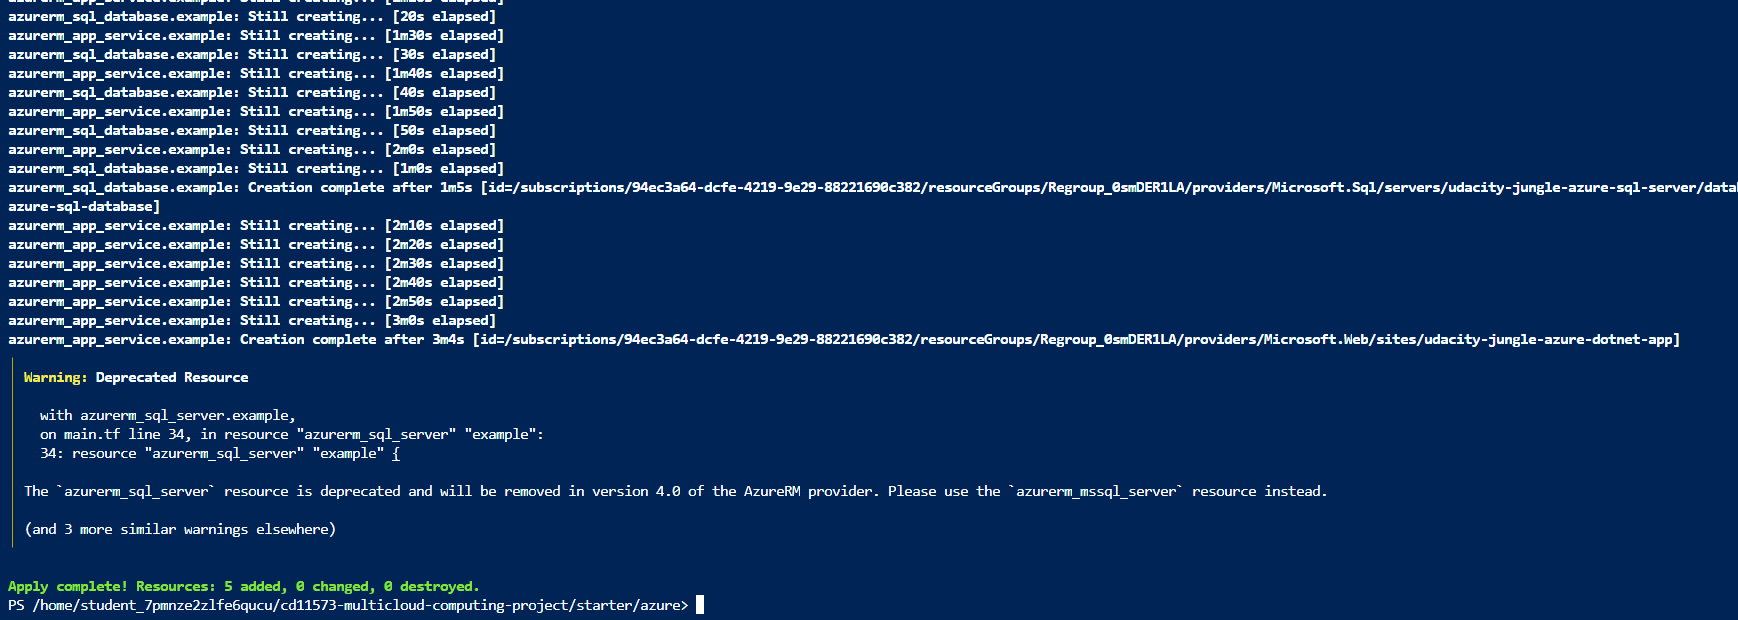 azurerm_sql_database.example: Still creating... [20s elapsed]
azurerm_app_service.example: Still creating... [1m30s elapsed]
azurerm_sql_database.example: Still creating... [30s elapsed]
azurerm_app_service.example: Still creating... [1m40s elapsed]
azurerm_sql_database.example: Still creating... [40s elapsed]
azurerm_app_service.example: Still creating... [1m50s elapsed]
azurerm_sql_database.example: Still creating... [50s elapsed]
azurerm_app_service.example: Still creating... [2m0s elapsed]
azurerm_sql_database.example: Still creating... [1m0s elapsed]
azurerm_sql_database.example: Creation complete after 1m5s [id=/subscriptions/94ec3a64-dcfe-4219-9e29-88221690c382/resourceGroups/Regroup_0smDER1LA/providers/Microsoft.Sql/servers/udacity-jungle-azure-sql-server/datab
azure-sql-database]
azurerm_app_service.example: Still creating... [2m10s elapsed]
azurerm_app_service.example: Still creating... [2m20s elapsed]
azurerm_app_service.example: Still creating... [2m30s elapsed]
azurerm_app_service.example: Still creating... [2m40s elapsed]
azurerm_app_service.example: Still creating... [2m50s elapsed]
azurerm_app_service.example: Still creating... [3m0s elapsed]
azurerm_app_service.example: Creation complete after 3m4s [id=/subscriptions/94ec3a64-dcfe-4219-9e29-88221690c382/resourceGroups/Regroup_0smDER1LA/providers/Microsoft.Web/sites/udacity-jungle-azure-dotnet-app]
Warning: Deprecated Resource
with azurerm_sql_server.example,
on main.tf line 34, in resource "azurerm_sql_server" "example":
34: resource "azurerm_sql_server" "example" {
The `azurerm_sql_server` resource is deprecated and will be removed in version 4.0 of the AzureRM provider. Please use the `azurerm_mssql_server` resource instead.
(and 3 more similar warnings elsewhere)
Apply complete! Resources: 5 added, 0 changed, 0 destroyed.
PS /home/student_7pmnze2zlfe6qucu/cd11573-multicloud-computing-project/starter/azure>